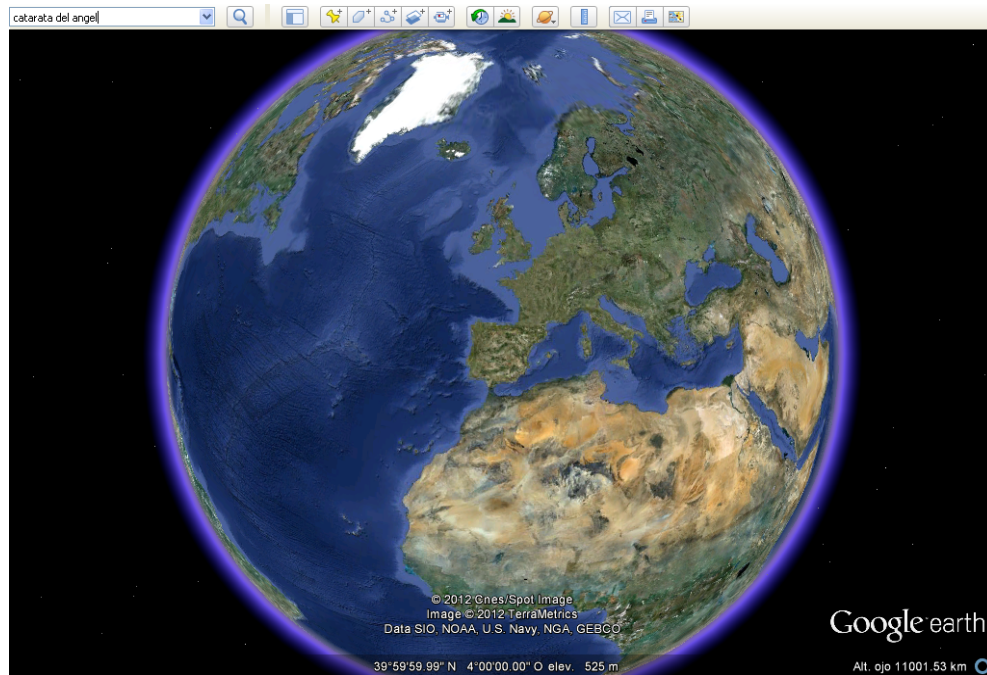 catarata del angel
© 2012 Cnes/Spot Image
Image © 2012 TerraMetrics
Data SIO, NOAA, U.S. Navy, NGA, GEBCO
Google earth
39°59'59.99" N 4°00'00.00" O elev. 525 m
Alt. ojo 11001.53 km